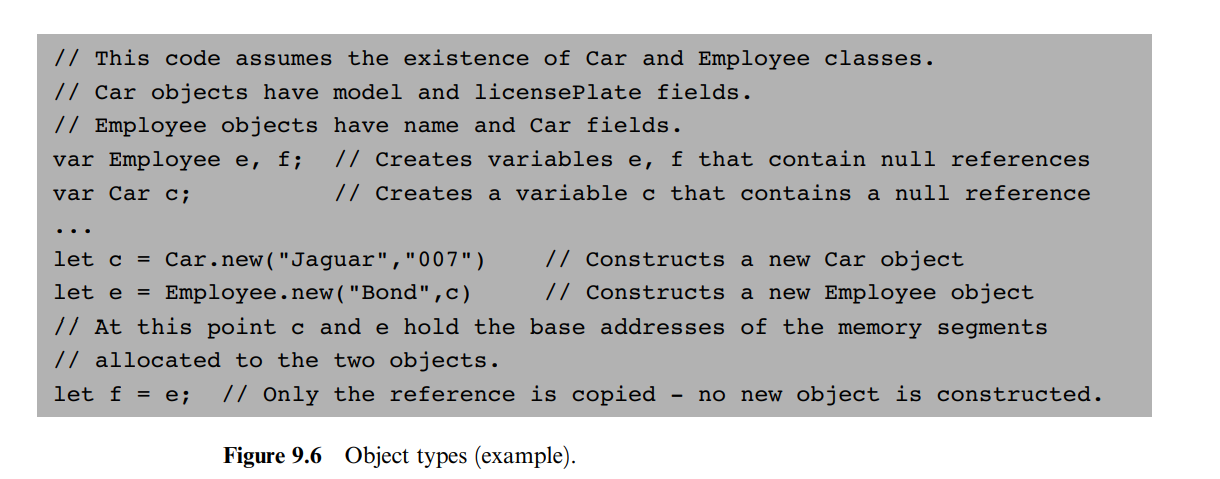 // This code assumes the existence of Car and Employee classes.
// Car objects have model and licensePlate fields.
// Employee objects have name and Car fields.
var Employee e, f;  // Creates variables e, f that contain null references
var Car c;          // Creates a variable c that contains a null reference
...
let c = Car.new("Jaguar","007")    // Constructs a new Car object
let e = Employee.new("Bond",c)     // Constructs a new Employee object
// At this point c and e hold the base addresses of the memory segments
// allocated to the two objects.
let f = e;  // Only the reference is copied – no new object is constructed.
Figure 9.6 Object types (example).